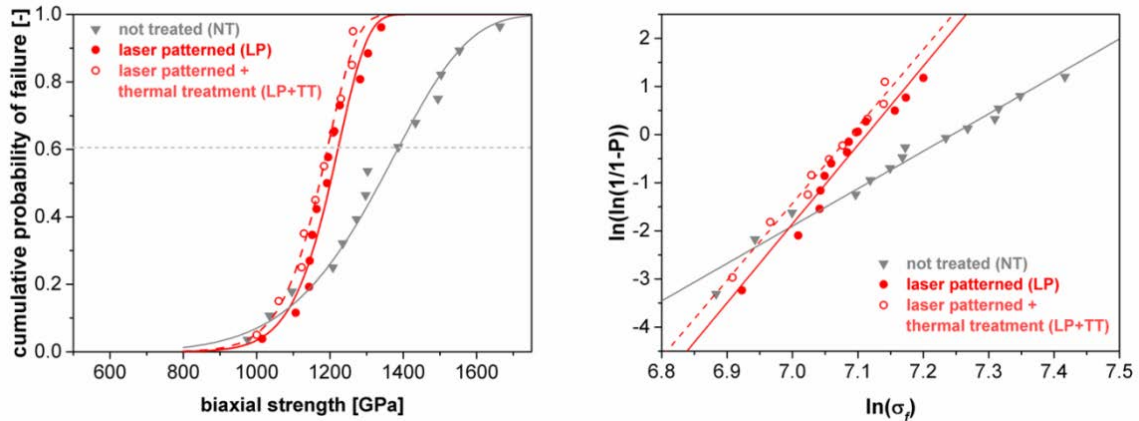 cumulative probability of failure [-]
1.0
0.8
0.6
0.4
0.2
0.0
not treated (NT)
laser patterned (LP)
laser patterned +
thermal treatment (LP+TT)
600
800
1000
1200
1400
1600
biaxial strength [GPa]
ln(ln(1/1-P))
2
1
0
-1
-2
-3
-4
not treated (NT)
laser patterned (LP)
laser patterned +
thermal treatment (LP+TT)
6.8
6.9
7.0
7.1
7.2
7.3
7.4
7.5
ln(σf)